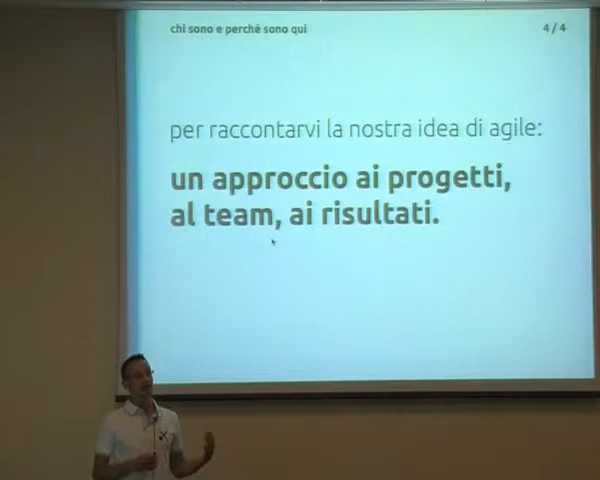 chi sono e perché sono qui
4 / 4
per raccontarvi la nostra idea di agile:
un approccio ai progetti,
al team, ai risultati.